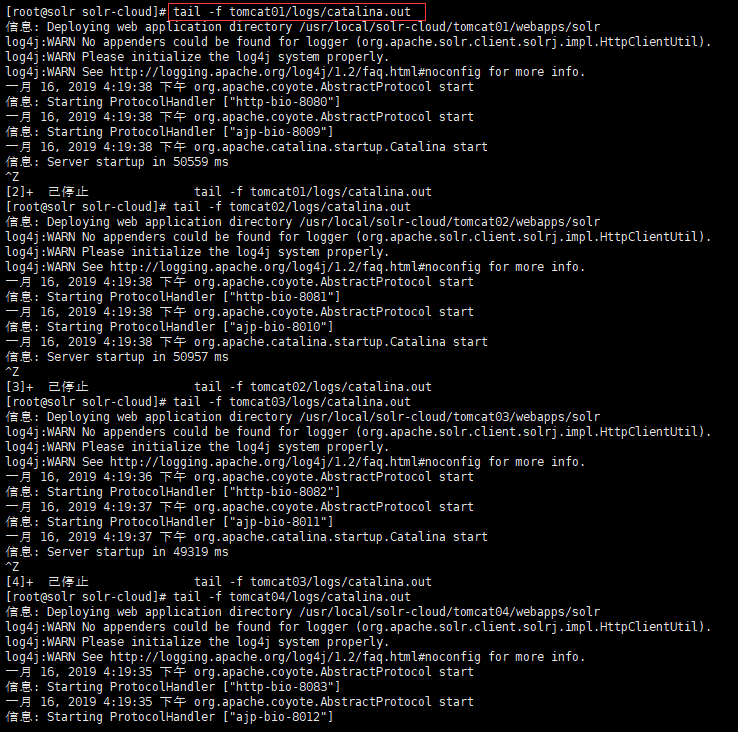 [root@solr solr-cloud]# tail -f tomcat01/logs/catalina.out
信息: Deploying web application directory /usr/local/solr-cloud/tomcat01/webapps/solr
log4j:WARN No appenders could be found for logger (org.apache.solr.client.solrj.impl.HttpClientUtil).
log4j:WARN Please initialize the log4j system properly.
log4j:WARN See http://logging.apache.org/log4j/1.2/faq.html#noconfig for more info.
一月 16, 2019 4:19:38 下午 org.apache.coyote.AbstractProtocol start
信息: Starting ProtocolHandler ["http-bio-8080"]
一月 16, 2019 4:19:38 下午 org.apache.coyote.AbstractProtocol start
信息: Starting ProtocolHandler ["ajp-bio-8009"]
一月 16, 2019 4:19:38 下午 org.apache.catalina.startup.Catalina start
信息: Server startup in 50559 ms
^Z
[2]+  已停止               tail -f tomcat01/logs/catalina.out
[root@solr solr-cloud]# tail -f tomcat02/logs/catalina.out
信息: Deploying web application directory /usr/local/solr-cloud/tomcat02/webapps/solr
log4j:WARN No appenders could be found for logger (org.apache.solr.client.solrj.impl.HttpClientUtil).
log4j:WARN Please initialize the log4j system properly.
log4j:WARN See http://logging.apache.org/log4j/1.2/faq.html#noconfig for more info.
一月 16, 2019 4:19:38 下午 org.apache.coyote.AbstractProtocol start
信息: Starting ProtocolHandler ["http-bio-8081"]
一月 16, 2019 4:19:38 下午 org.apache.coyote.AbstractProtocol start
信息: Starting ProtocolHandler ["ajp-bio-8010"]
一月 16, 2019 4:19:38 下午 org.apache.catalina.startup.Catalina start
信息: Server startup in 50957 ms
^Z
[3]+  已停止               tail -f tomcat02/logs/catalina.out
[root@solr solr-cloud]# tail -f tomcat03/logs/catalina.out
信息: Deploying web application directory /usr/local/solr-cloud/tomcat03/webapps/solr
log4j:WARN No appenders could be found for logger (org.apache.solr.client.solrj.impl.HttpClientUtil).
log4j:WARN Please initialize the log4j system properly.
log4j:WARN See http://logging.apache.org/log4j/1.2/faq.html#noconfig for more info.
一月 16, 2019 4:19:36 下午 org.apache.coyote.AbstractProtocol start
信息: Starting ProtocolHandler ["http-bio-8082"]
一月 16, 2019 4:19:37 下午 org.apache.coyote.AbstractProtocol start
信息: Starting ProtocolHandler ["ajp-bio-8011"]
一月 16, 2019 4:19:37 下午 org.apache.catalina.startup.Catalina start
信息: Server startup in 49319 ms
^Z
[4]+  已停止               tail -f tomcat03/logs/catalina.out
[root@solr solr-cloud]# tail -f tomcat04/logs/catalina.out
信息: Deploying web application directory /usr/local/solr-cloud/tomcat04/webapps/solr
log4j:WARN No appenders could be found for logger (org.apache.solr.client.solrj.impl.HttpClientUtil).
log4j:WARN Please initialize the log4j system properly.
log4j:WARN See http://logging.apache.org/log4j/1.2/faq.html#noconfig for more info.
一月 16, 2019 4:19:35 下午 org.apache.coyote.AbstractProtocol start
信息: Starting ProtocolHandler ["http-bio-8083"]
一月 16, 2019 4:19:35 下午 org.apache.coyote.AbstractProtocol start
信息: Starting ProtocolHandler ["ajp-bio-8012"]